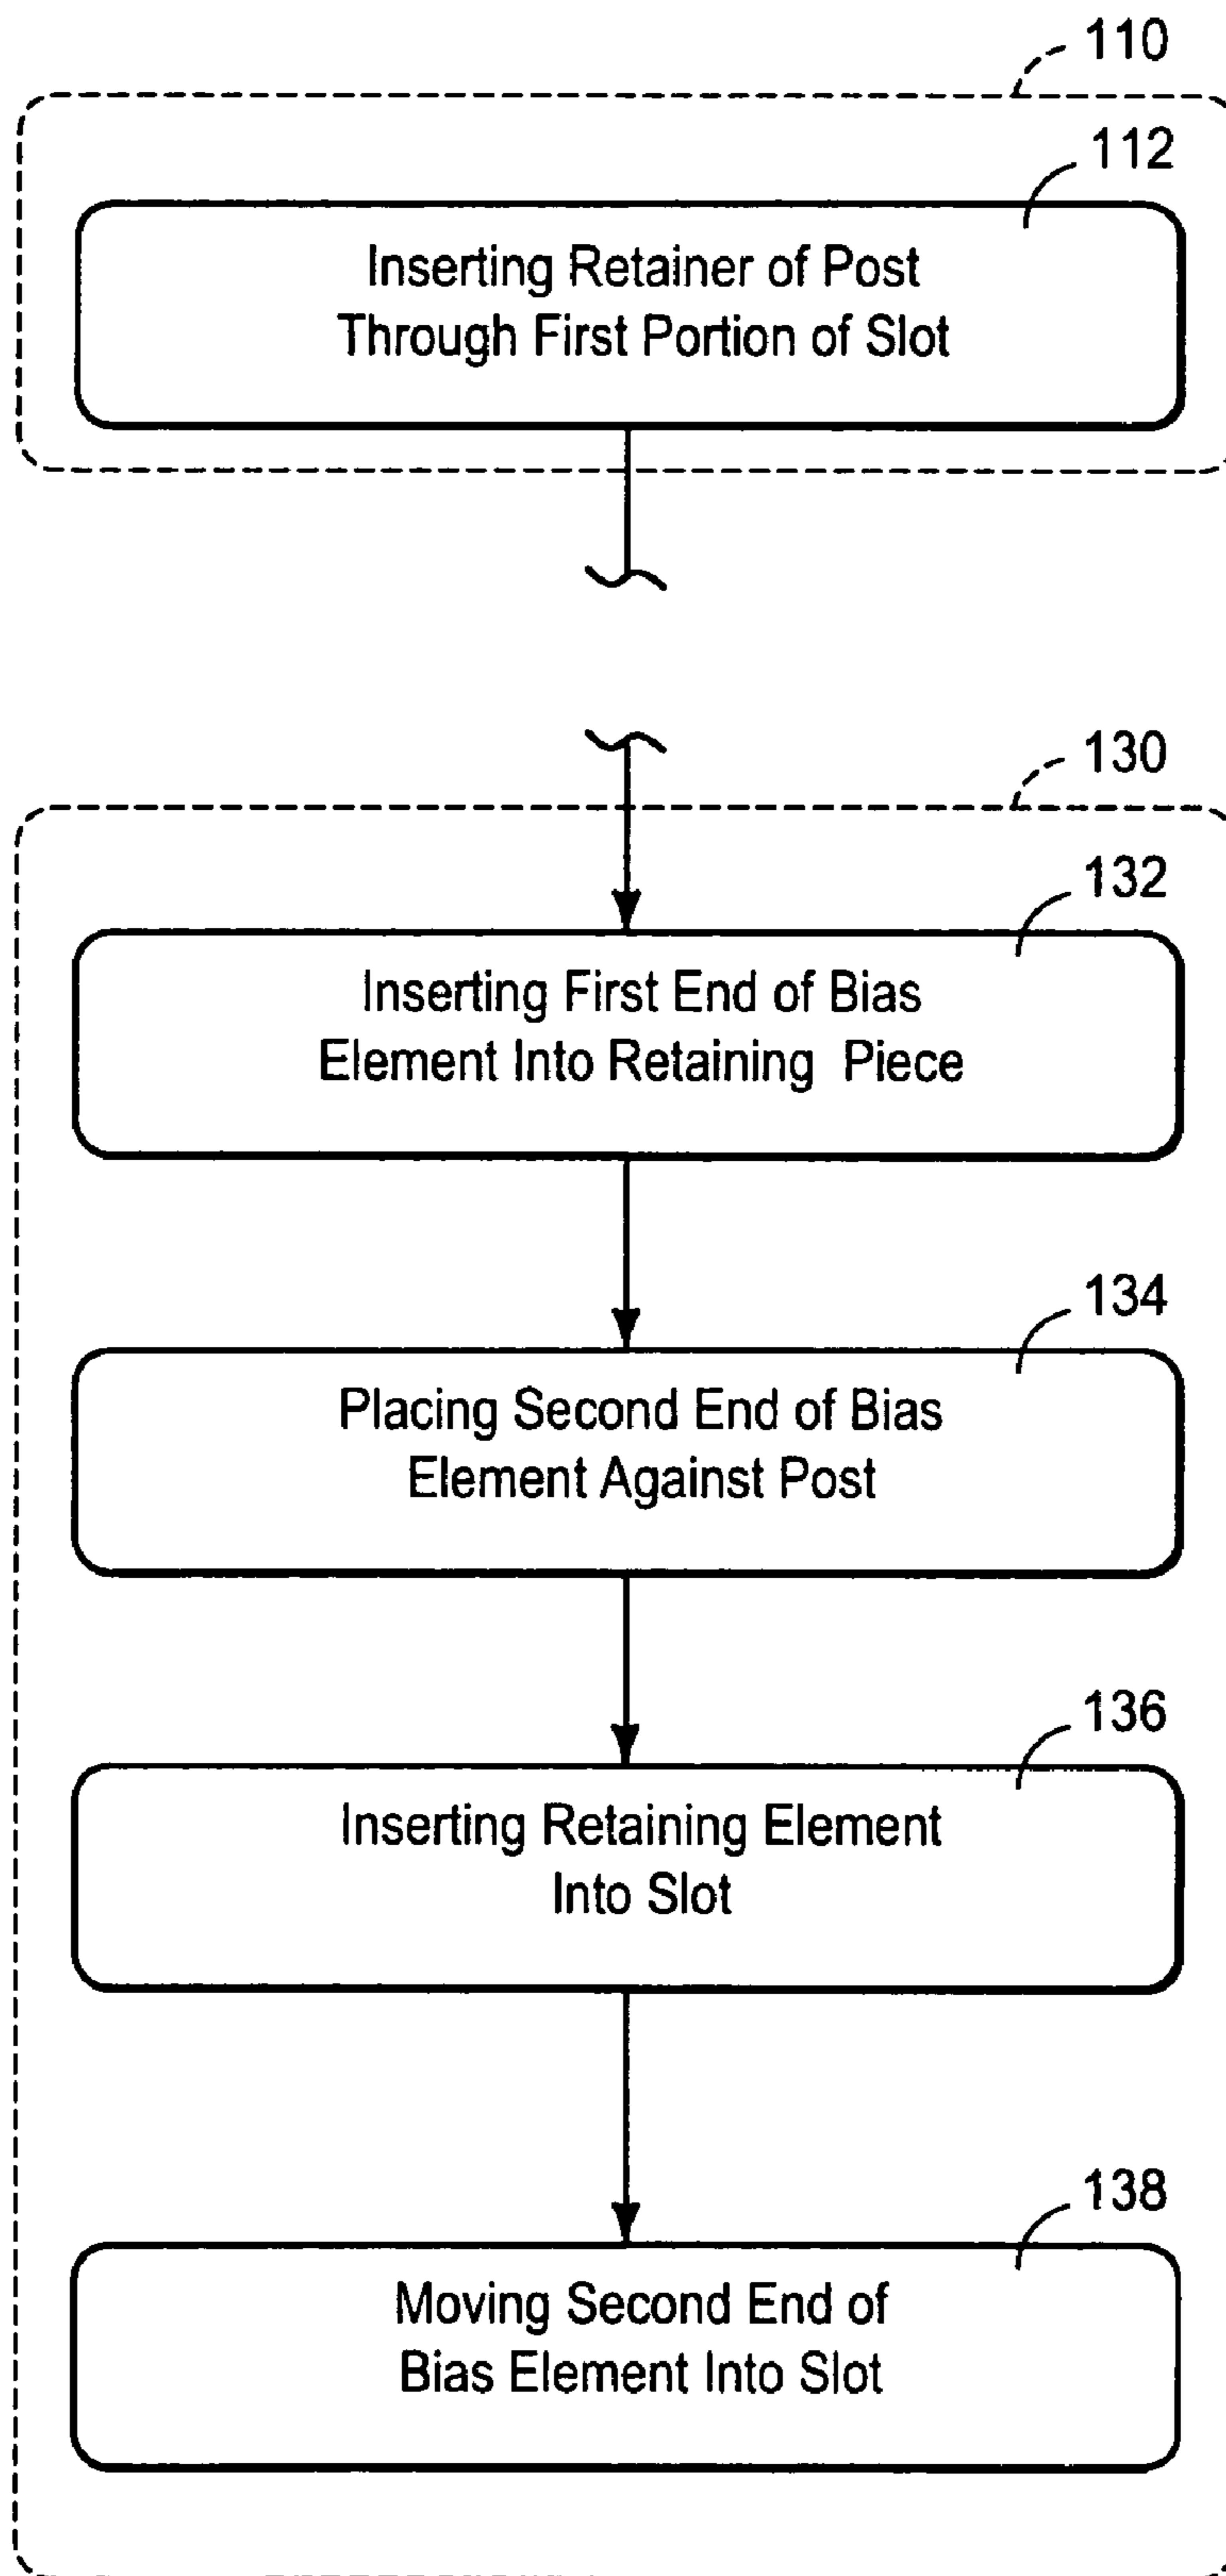 110
112
Inserting Retainer of Post
Through First Portion of Slot
130
132
Inserting First End of Bias
Element Into Retaining Piece
134
Placing Second End of Bias
Element Against Post
136
Inserting Retaining Element
Into Slot
138
Moving Second End of
Bias Element Into Slot